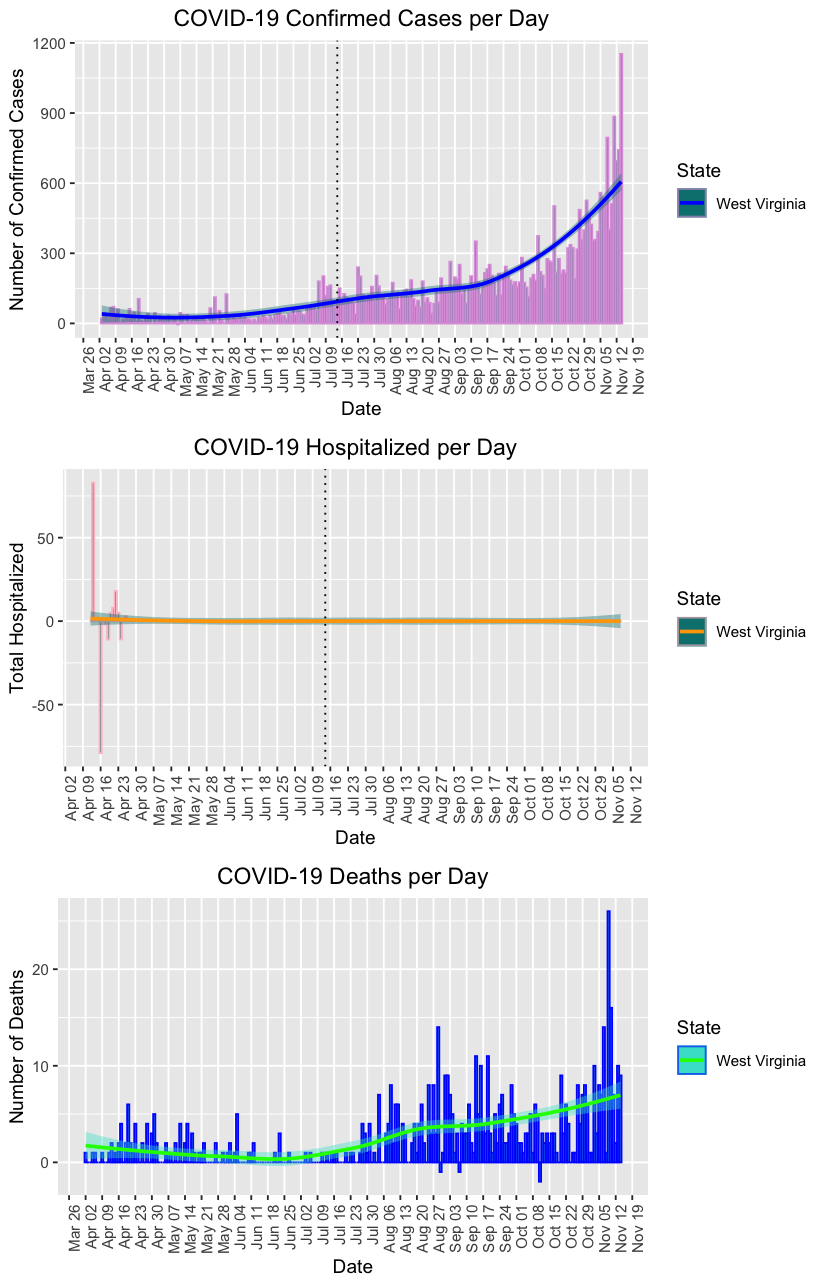 COVID-19 Confirmed Cases per Day
Number of Confirmed Cases
1200
900
600
300
0
Mar 26
Apr 02
Apr 09
Apr 16
Apr 23
Apr 30
May 07
May 14
May 21
May 28
Jun 04
Jun 11
Jun 18
Jun 25
Jul 02
Jul 09
Jul 16
Jul 23
Jul 30
Aug 06
Aug 13
Aug 20
Aug 27
Sep 03
Sep 10
Sep 17
Sep 24
Oct 01
Oct 08
Oct 15
Oct 22
Oct 29
Nov 05
Nov 12
Nov 19
Date
State
West Virginia
COVID-19 Hospitalized per Day
Total Hospitalized
50
0
-50
Apr 02
Apr 09
Apr 16
Apr 23
Apr 30
May 07
May 14
May 21
May 28
Jun 04
Jun 11
Jun 18
Jun 25
Jul 02
Jul 09
Jul 16
Jul 23
Jul 30
Aug 06
Aug 13
Aug 20
Aug 27
Sep 03
Sep 10
Sep 17
Sep 24
Oct 01
Oct 08
Oct 15
Oct 22
Oct 29
Nov 05
Nov 12
Date
State
West Virginia
COVID-19 Deaths per Day
Number of Deaths
20
10
0
Mar 26
Apr 02
Apr 09
Apr 16
Apr 23
Apr 30
May 07
May 14
May 21
May 28
Jun 04
Jun 11
Jun 18
Jun 25
Jul 02
Jul 09
Jul 16
Jul 23
Jul 30
Aug 06
Aug 13
Aug 20
Aug 27
Sep 03
Sep 10
Sep 17
Sep 24
Oct 01
Oct 08
Oct 15
Oct 22
Oct 29
Nov 05
Nov 12
Nov 19
Date
State
West Virginia